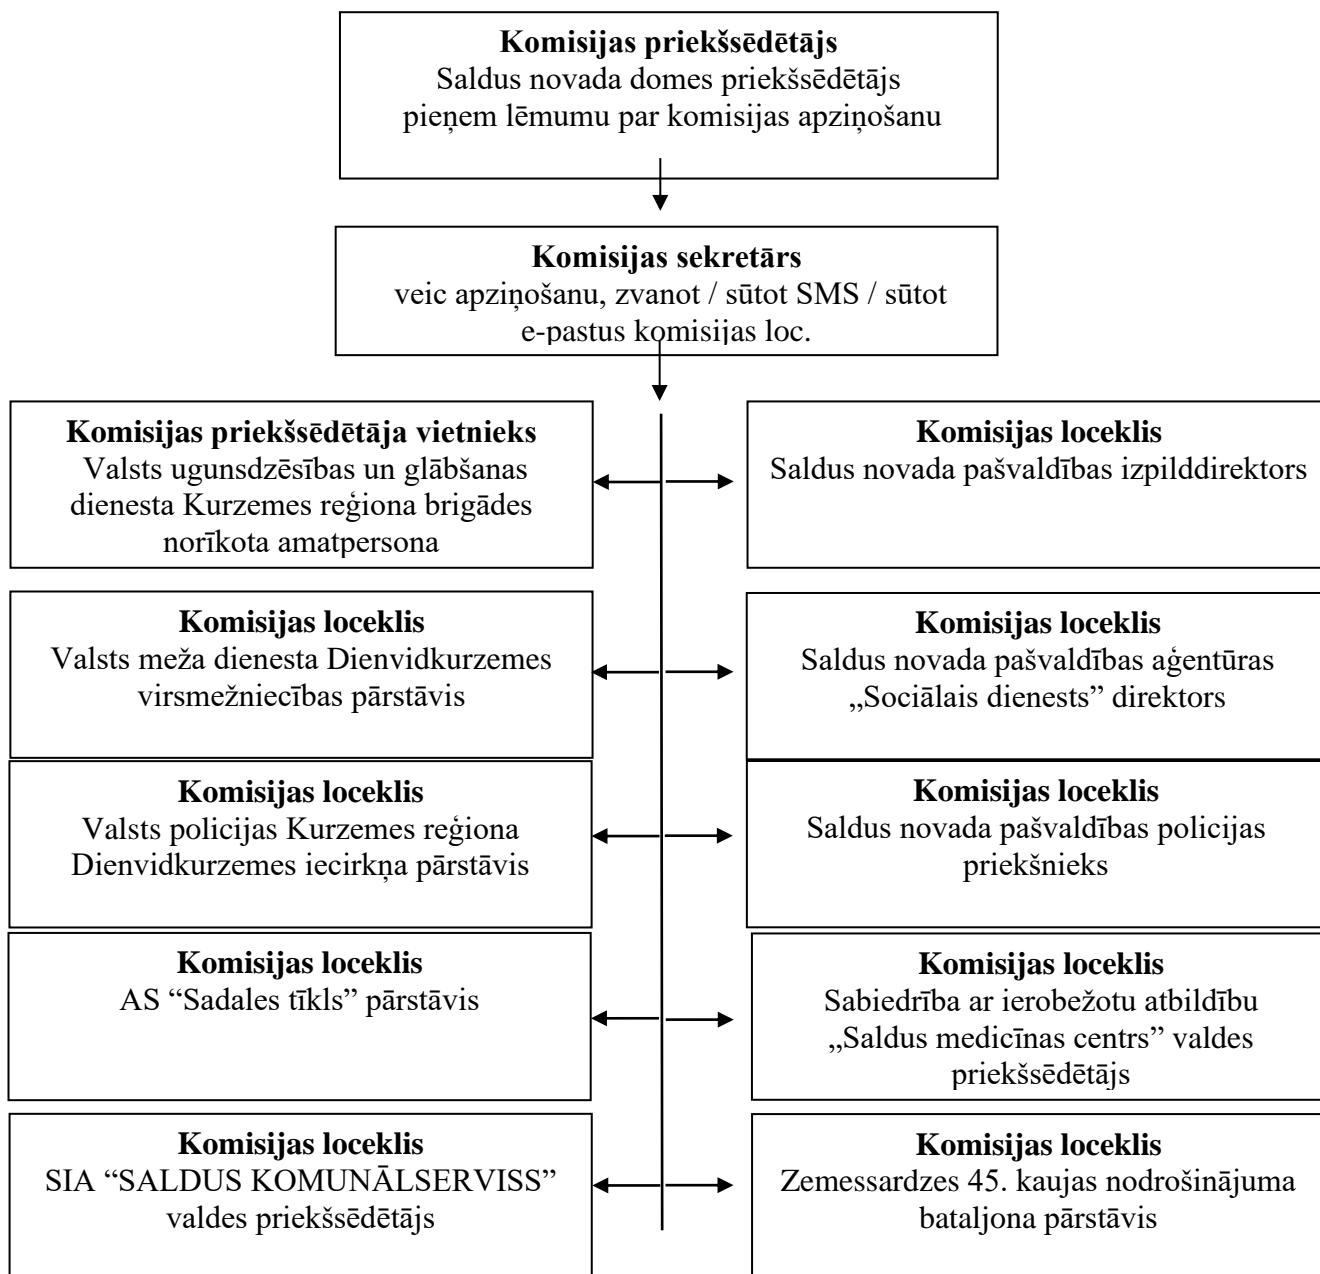 Komisijas priekšsēdētājs
Saldus novada domes priekšsēdētājs
pieņem lēmumu par komisijas apziņošanu
Komisijas sekretārs
veic apziņošanu, zvanot / sūtot SMS / sūtot
e-pastus komisijas loc.
Komisijas priekšsēdētāja vietnieks
Valsts ugunsdzēsības un glābšanas
dienesta Kurzemes reģiona brigādes
norīkota amatpersona
Komisijas loceklis
Saldus novada pašvaldības izpilddirektors
Komisijas loceklis
Valsts meža dienesta Dienvidkurzemes
virsmežniecības pārstāvis
Komisijas loceklis
Saldus novada pašvaldības aģentūras
„Sociālais dienests” direktors
Komisijas loceklis
Valsts policijas Kurzemes reģiona
Dienvidkurzemes iecirkņa pārstāvis
Komisijas loceklis
Saldus novada pašvaldības policijas
priekšnieks
Komisijas loceklis
AS “Sadales tīkls” pārstāvis
Komisijas loceklis
Sabiedrība ar ierobežotu atbildību
„Saldus medicīnas centrs” valdes
priekšsēdētājs
Komisijas loceklis
SIA “SALDUS KOMUNĀLSERVISS”
valdes priekšsēdētājs
Komisijas loceklis
Zemessardzes 45. kaujas nodrošinājuma
bataljona pārstāvis